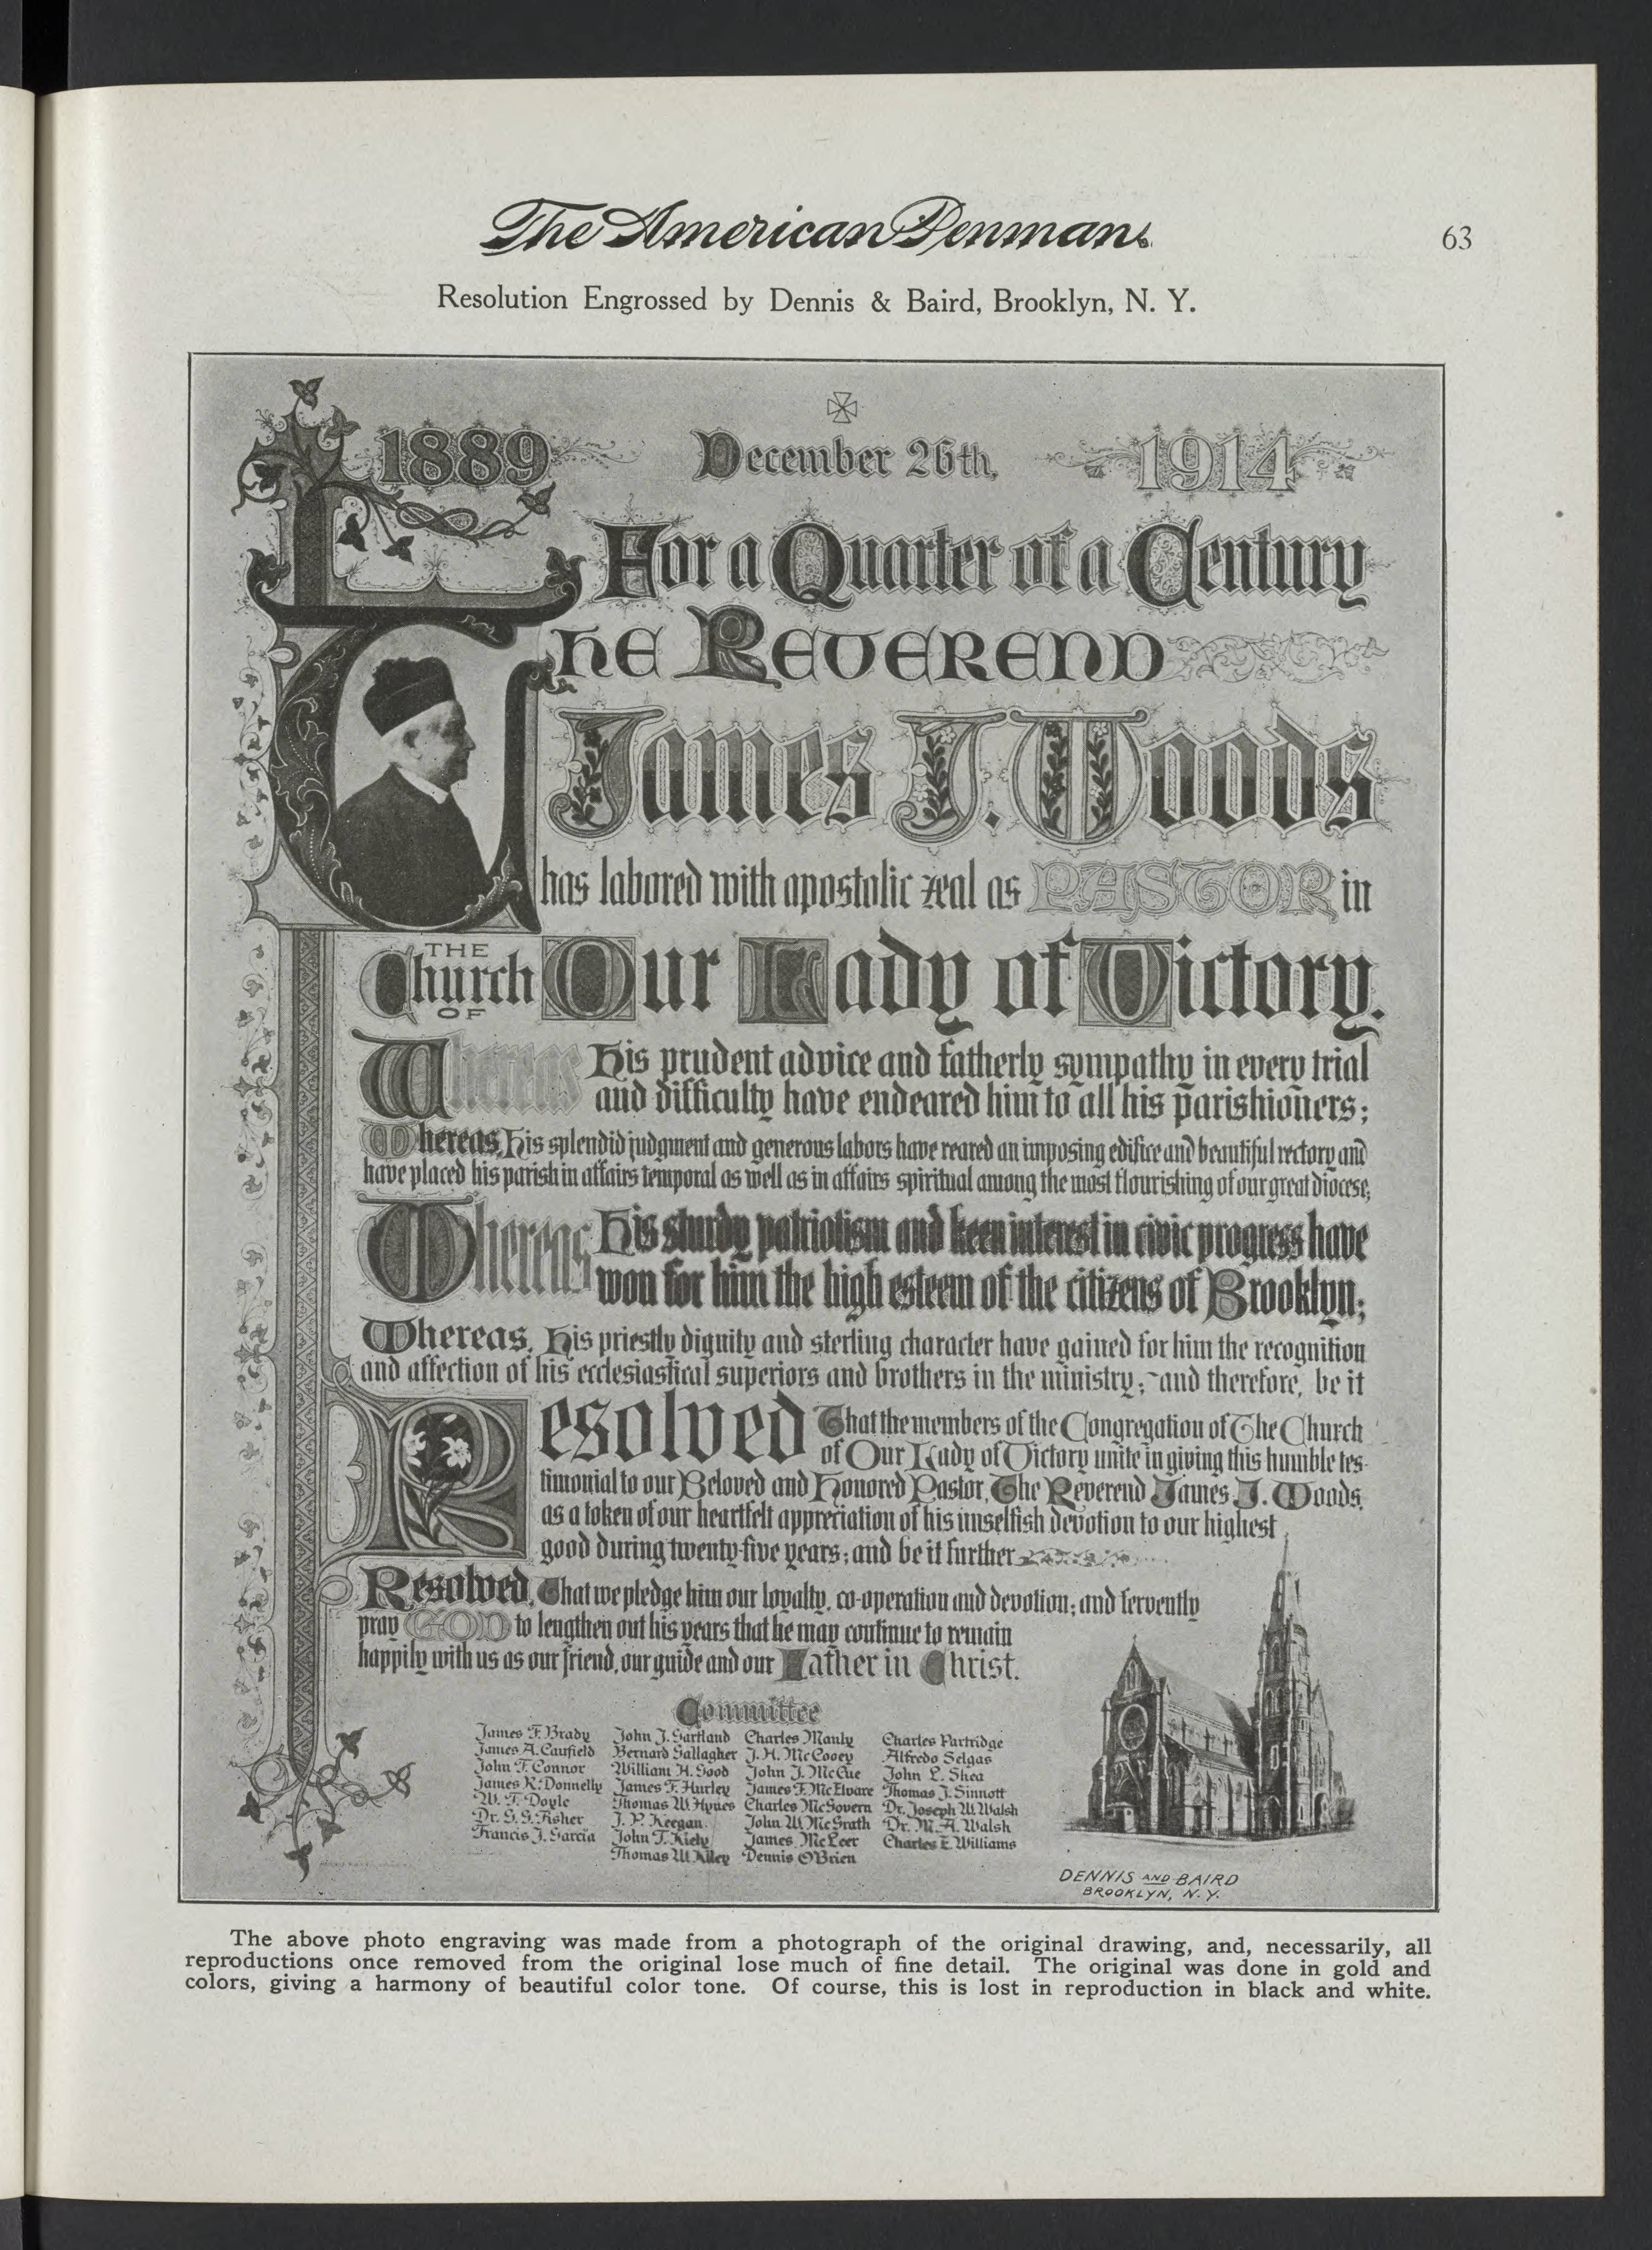 The American Penman
63
Resolution Engrossed by Dennis & Baird, Brooklyn, N. Y.
1889 December 26th, 1914
For a Quarter of a Century
The Reverend
James J. Woods
has labored with apostolic zeal as PASTOR in
THE Church OF Our Lady of Victory.
Whereas His prudent advice and fatherly sympathy in every trial
and difficulty have endeared him to all his parishioners;
Whereas, His splendid judgment and generous labors have reared an imposing edifice and beautiful rectory and
have placed his parish in affairs temporal as well as in affairs spiritual among the most flourishing of our great diocese;
Whereas His sturdy patriotism and keen interest in civic progress have
won for him the high esteem of the citizens of Brooklyn;
Whereas, His priestly dignity and sterling character have gained for him the recognition
and affection of his ecclesiastical superiors and brothers in the ministry;~and therefore, be it
Resolved That the members of the Congregation of The Church
of Our Lady of Victory unite in giving this humble tes-
timonial to our Beloved and Honored Pastor, The Reverend James J. Woods,
as a token of our heartfelt appreciation of his unselfish devotion to our highest
good during twenty-five years; and be it further
Resolved, That we pledge him our loyalty, co-operation and devotion; and fervently
pray GOD to lengthen out his years that he may continue to remain
happily with us as our friend, our guide and our Father in Christ.
Committee
James F. Brady John J. Gartland Charles Manly Charles Partridge
James A. Caufield Bernard Gallagher J. H. McCooey Alfredo Selgas
John F. Connor William H. Good John J. McCue John L. Shea
James R. Donnelly James F. Hurley James F. McElvare Thomas J. Sinnott
W. T. Doyle Thomas W. Hynes Charles McGovern Dr. Joseph W. Walsh
Dr. G. S. Fisher J. P. Keegan John W. McGrath Dr. M. A. Walsh
Francis J. Garcia John T. Kiely James McLeer Charles E. Williams
Thomas W. Kiley Dennis O'Brien
DENNIS AND BAIRD
BROOKLYN, N. Y.
The above photo engraving was made from a photograph of the original drawing, and, necessarily, all
reproductions once removed from the original lose much of fine detail. The original was done in gold and
colors, giving a harmony of beautiful color tone. Of course, this is lost in reproduction in black and white.